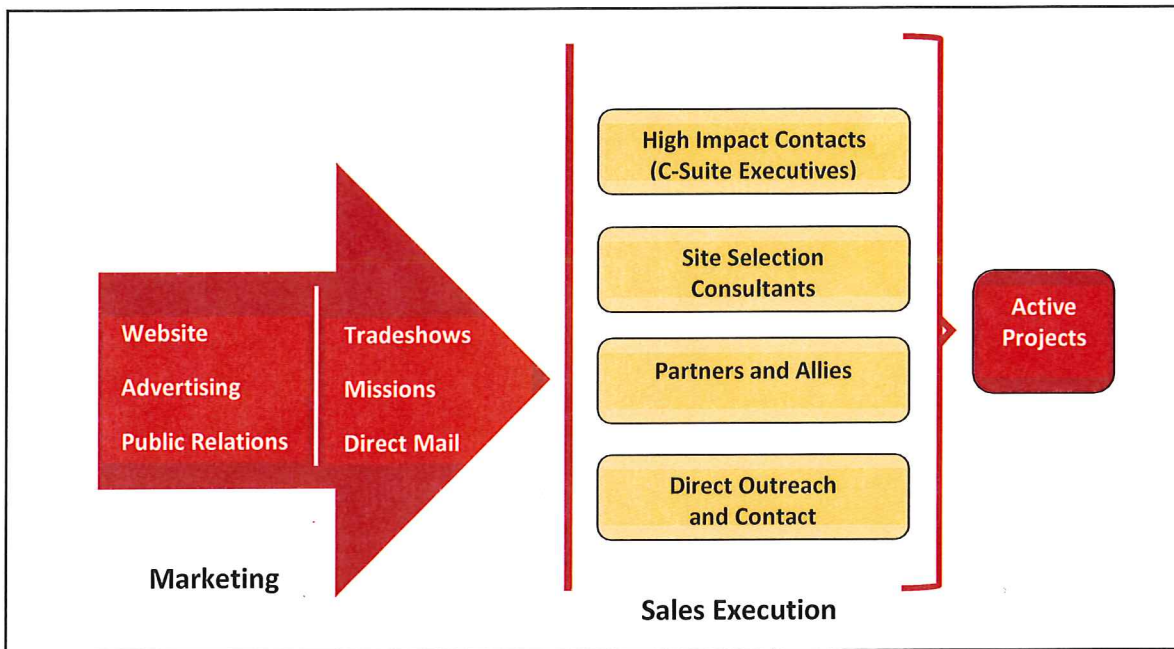 Website
Advertising
Public Relations
Tradeshows
Missions
Direct Mail
Marketing
High Impact Contacts
(C-Suite Executives)
Site Selection
Consultants
Partners and Allies
Direct Outreach
and Contact
Sales Execution
Active
Projects